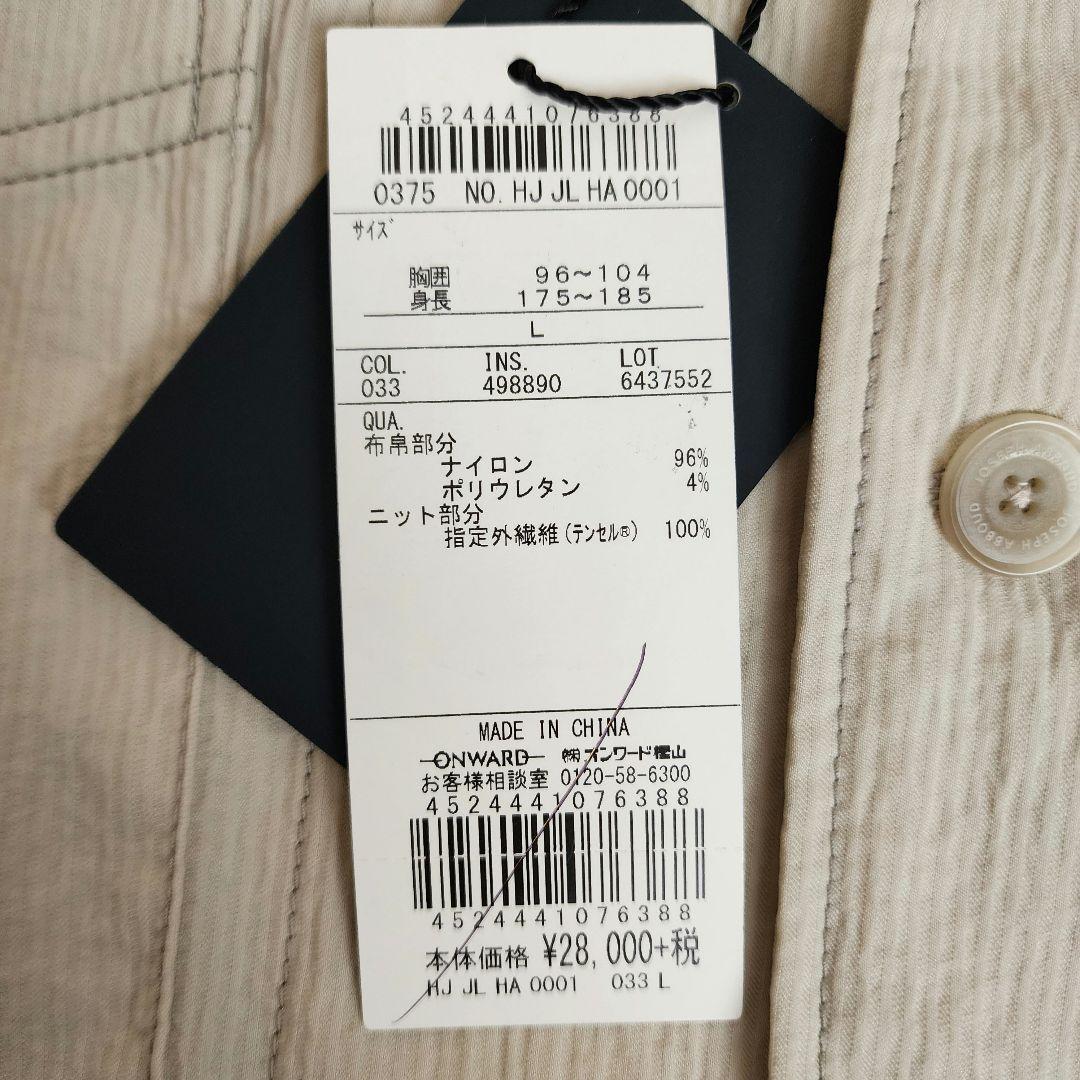 4524441076388
0375 NO. HJ JL HA 0001
サイズ
胸囲 96～104
身長 175～185
L
COL. INS. LOT
033 498890 6437552
QUA.
布帛部分
ナイロン 96%
ポリウレタン 4%
ニット部分
指定外繊維(テンセル®) 100%
MADE IN CHINA
ONWARD ㈱オンワード樫山
お客様相談室 0120-58-6300
4524441076388
4524441076388
本体価格 ¥28,000+税
HJ JL HA 0001 033 L
JOSEPH ABBOUD